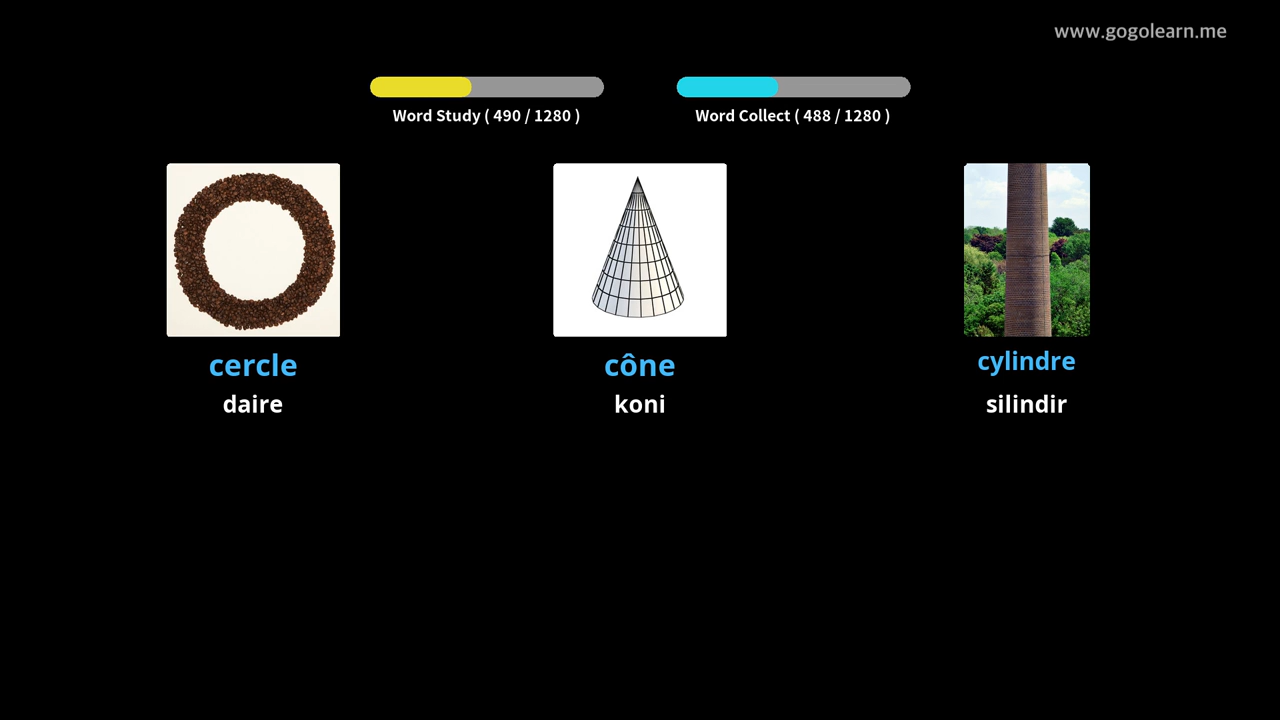 www.gogolearn.me
Word Study ( 490 / 1280 )
Word Collect ( 488 / 1280 )
cercle
cône
cylindre
daire
koni
silindir